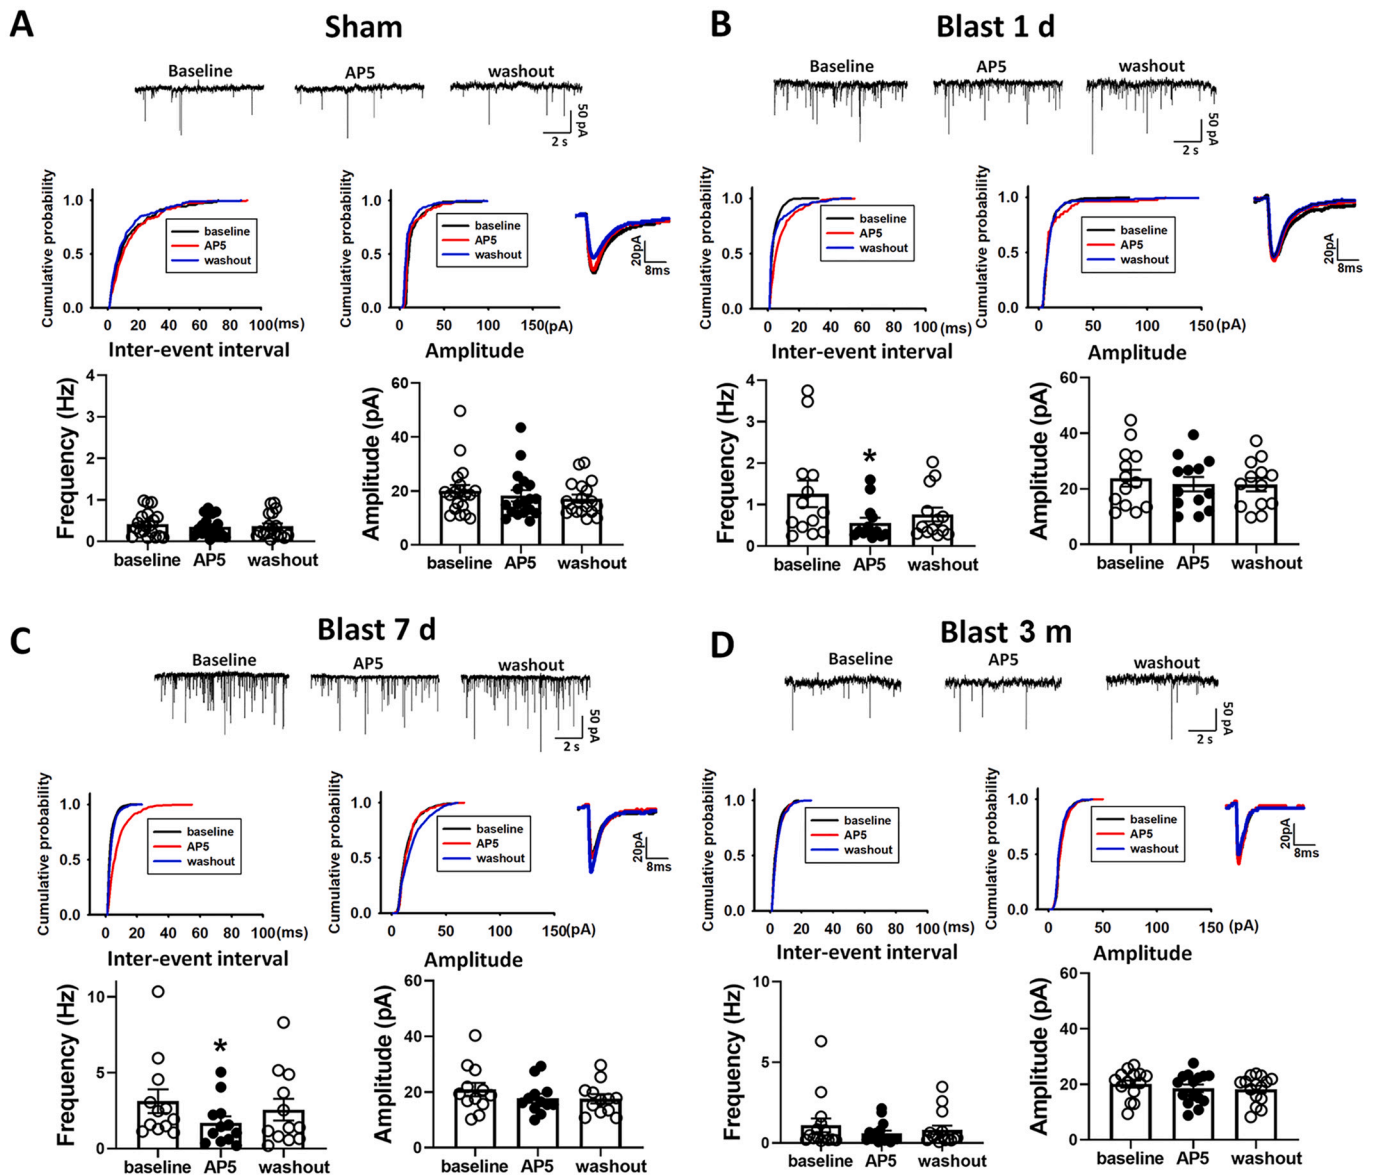 A
Sham
Baseline
AP5
washout
50 pA
2 s
Cumulative probability
1.0
0.5
0.0
baseline
AP5
washout
0 20 40 60 80 100 (ms)
Inter-event interval
Cumulative probability
1.0
0.5
0.0
baseline
AP5
washout
0 50 100 150 (pA)
Amplitude
20pA
8ms
Frequency (Hz)
4
3
2
1
0
baseline AP5 washout
Amplitude (pA)
60
40
20
0
baseline AP5 washout
B
Blast 1 d
Baseline
AP5
washout
50 pA
2 s
Cumulative probability
1.0
0.5
0.0
baseline
AP5
washout
0 20 40 60 80 100 (ms)
Inter-event interval
Cumulative probability
1.0
0.5
0.0
baseline
AP5
washout
0 50 100 150 (pA)
Amplitude
20pA
8ms
Frequency (Hz)
4
3
2
1
0
*
baseline AP5 washout
Amplitude (pA)
60
40
20
0
baseline AP5 washout
C
Blast 7 d
Baseline
AP5
washout
50 pA
2 s
Cumulative probability
1.0
0.5
0.0
baseline
AP5
washout
0 20 40 60 80 100 (ms)
Inter-event interval
Cumulative probability
1.0
0.5
0.0
baseline
AP5
washout
0 50 100 150 (pA)
Amplitude
20pA
8ms
Frequency (Hz)
10
5
0
*
baseline AP5 washout
Amplitude (pA)
60
40
20
0
baseline AP5 washout
D
Blast 3 m
Baseline
AP5
washout
50 pA
2 s
Cumulative probability
1.0
0.5
0.0
baseline
AP5
washout
0 20 40 60 80 100 (ms)
Inter-event interval
Cumulative probability
1.0
0.5
0.0
baseline
AP5
washout
0 50 100 150 (pA)
Amplitude
20pA
8ms
Frequency (Hz)
10
5
0
baseline AP5 washout
Amplitude (pA)
60
40
20
0
baseline AP5 washout